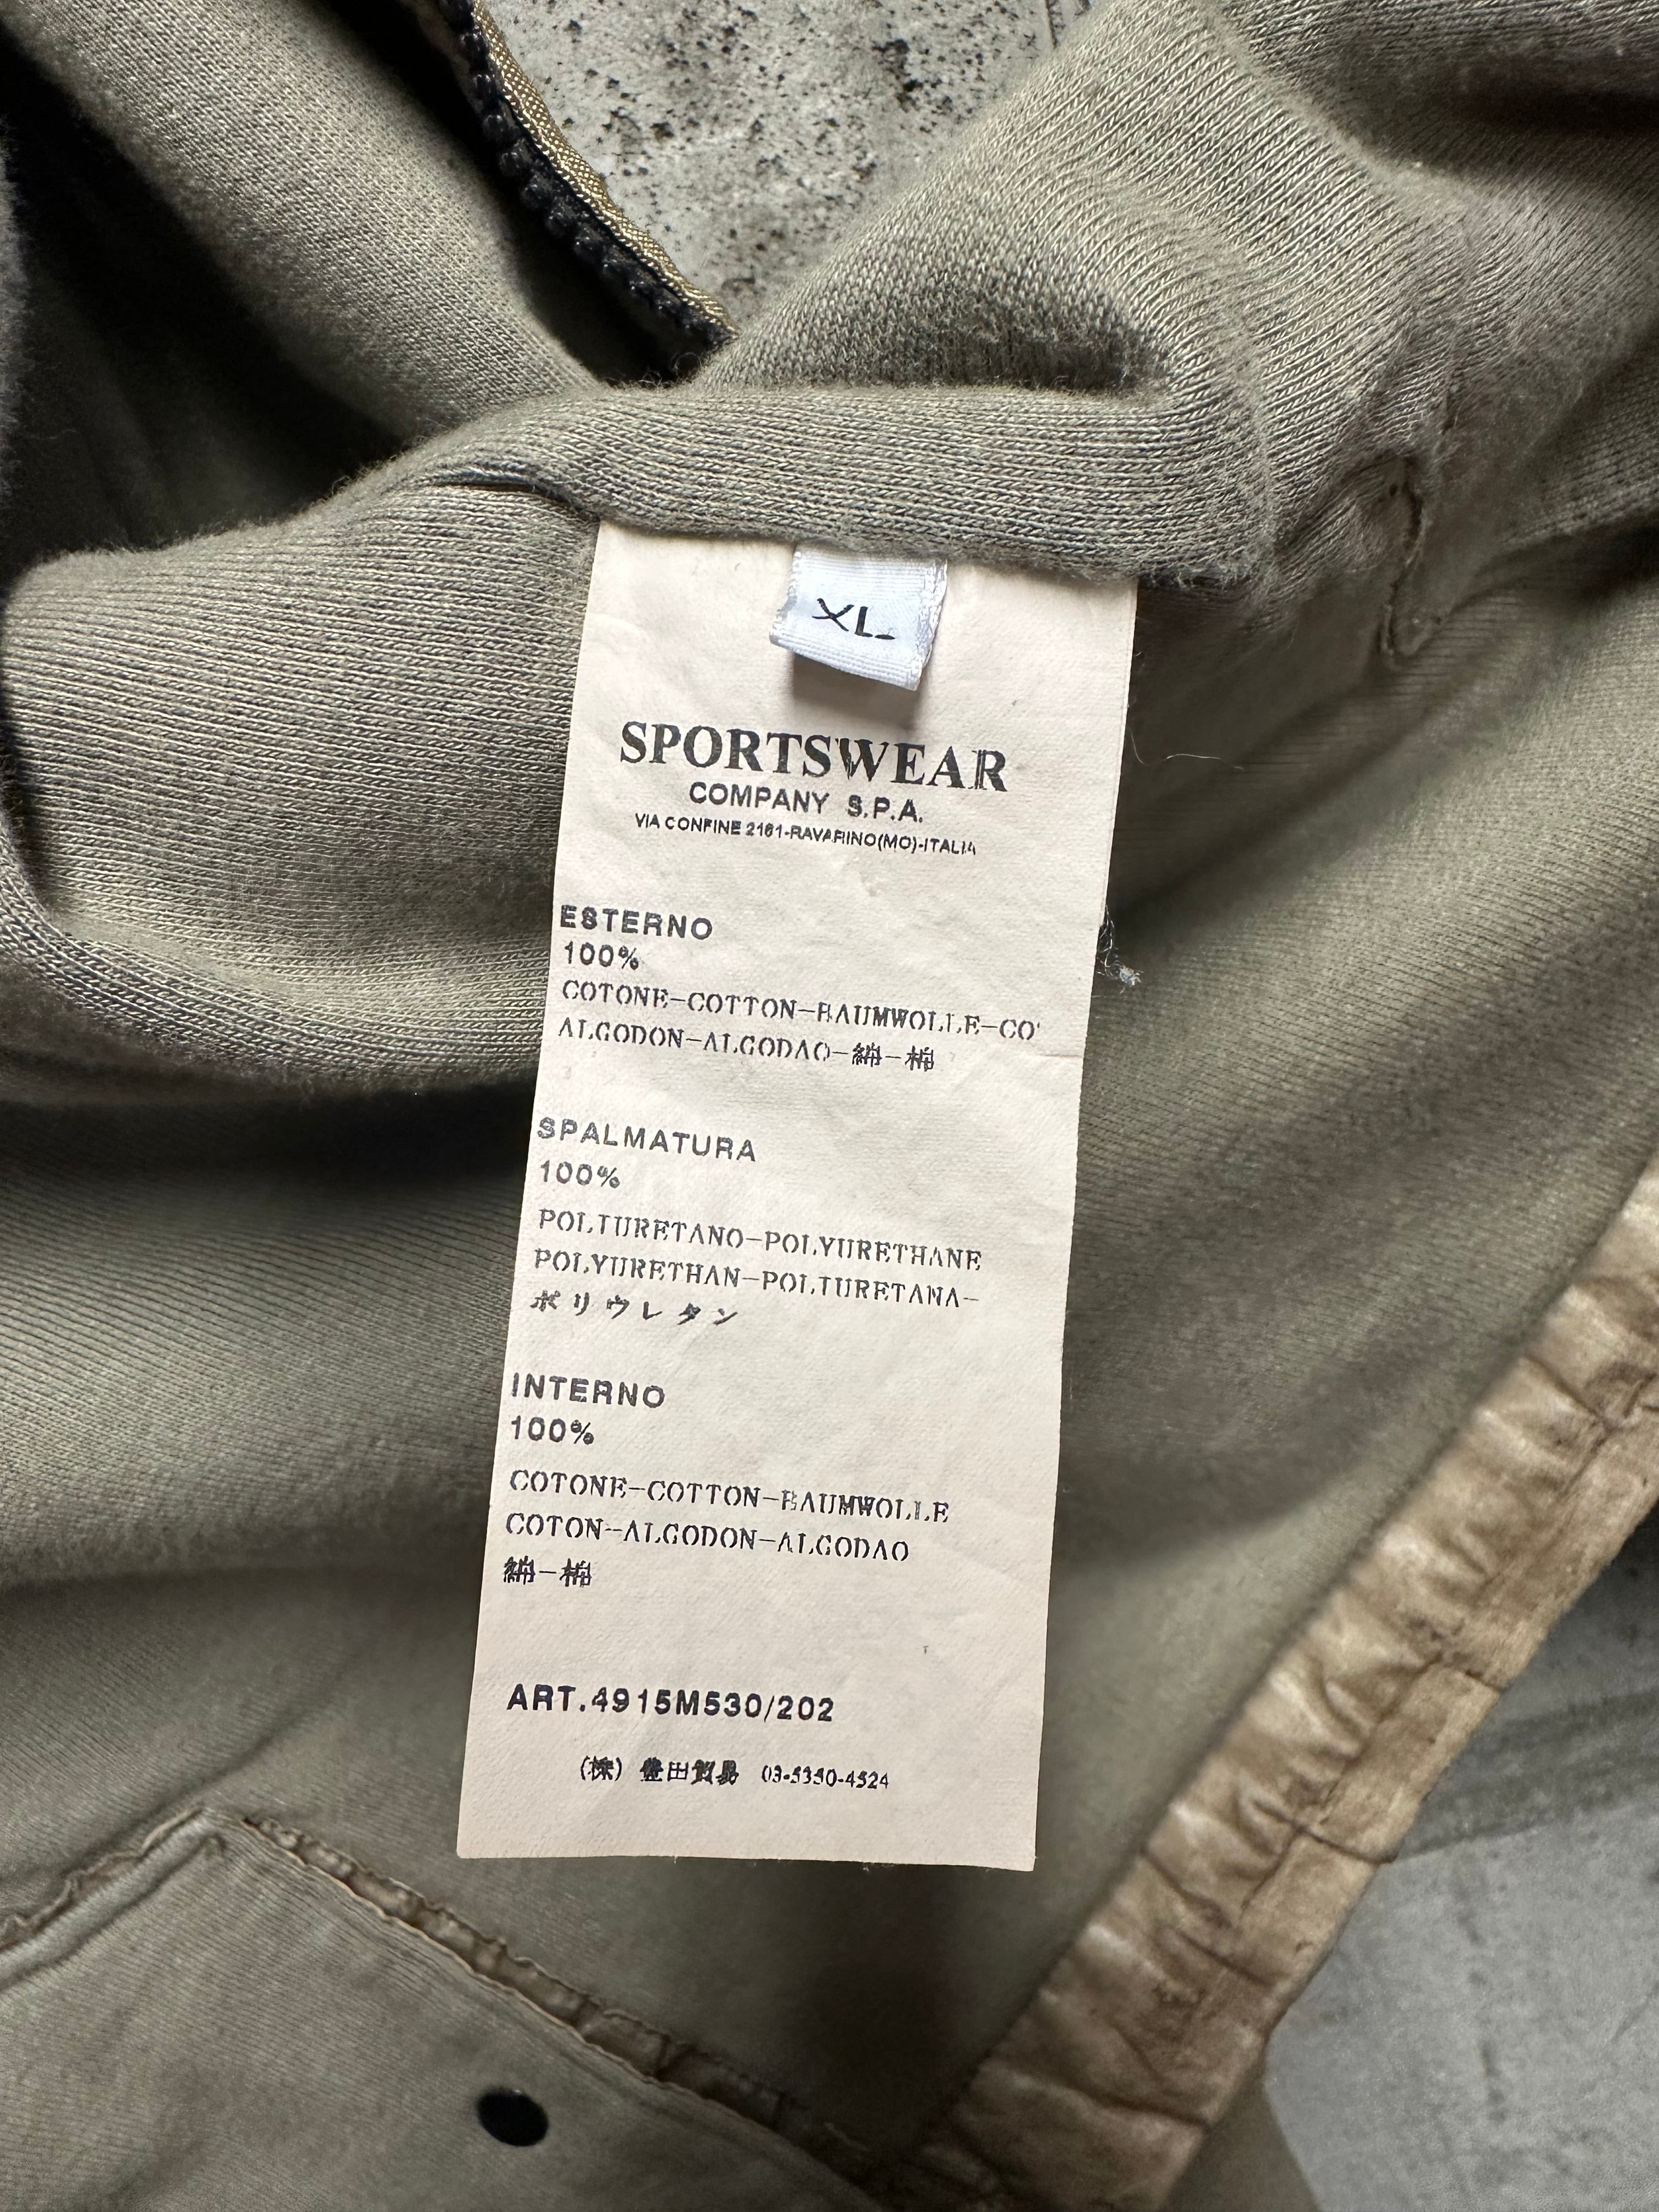 XL
SPORTSWEAR
COMPANY S.P.A.
VIA CONFINE 2161-RAVARINO(MO)-ITALIA
ESTERNO
100%
COTONE-COTTON-BAUMWOLLE-CO
ALGODON-ALGODAO-綿-棉
SPALMATURA
100%
POLIURETANO-POLYURETHANE
POLYURETHAN-POLIURETANA-
ポリウレタン
INTERNO
100%
COTONE-COTTON-BAUMWOLLE
COTON-ALGODON-ALGODAO
綿-棉
ART.4915M530/202
(株) 豊田貿易 03-5350-4524